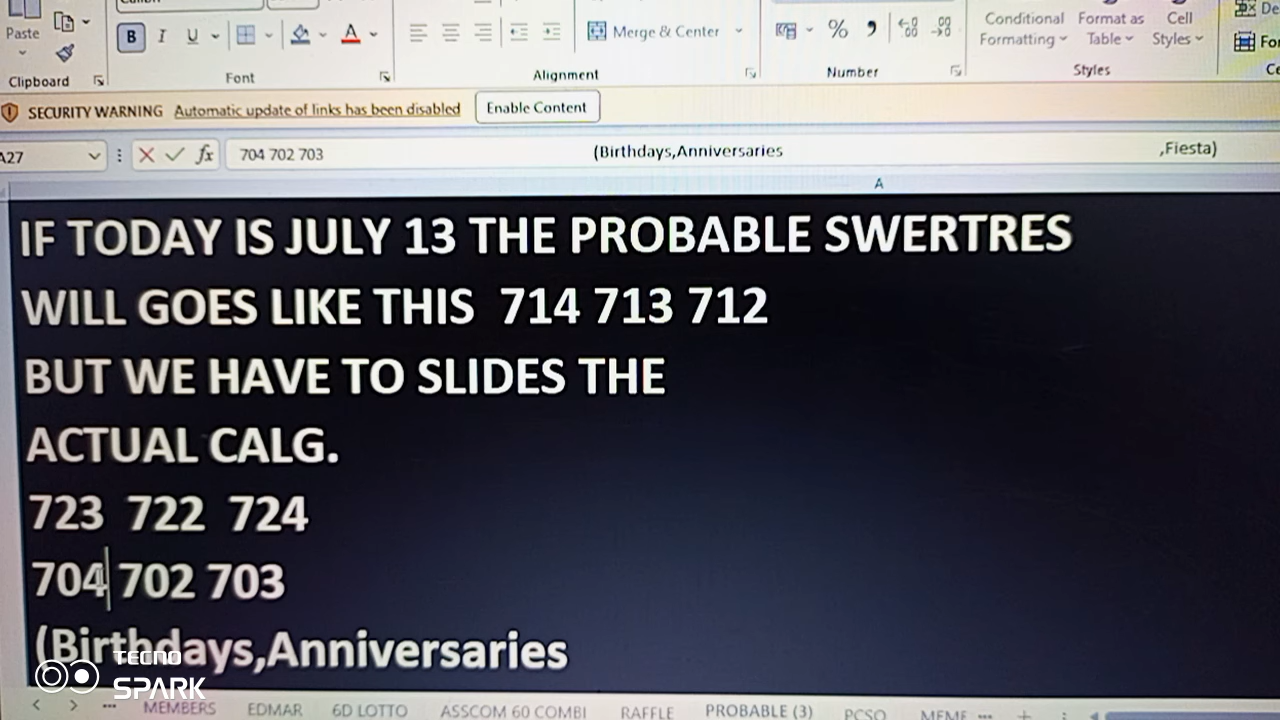 Paste
B I U A
Merge & Center
%
Conditional Formatting
Format as Table
Cell Styles
Clipboard
Font
Alignment
Number
Styles
SECURITY WARNING Automatic update of links has been disabled Enable Content
A27
fx 704 702 703 (Birthdays,Anniversaries ,Fiesta)
A
IF TODAY IS JULY 13 THE PROBABLE SWERTRES
WILL GOES LIKE THIS 714 713 712
BUT WE HAVE TO SLIDES THE
ACTUAL CALG.
723 722 724
704 702 703
(Birthdays,Anniversaries
TECNO
SPARK
MEMBERS EDMAR 6D LOTTO ASSCOM 60 COMBI RAFFLE PROBABLE (3) PCSO